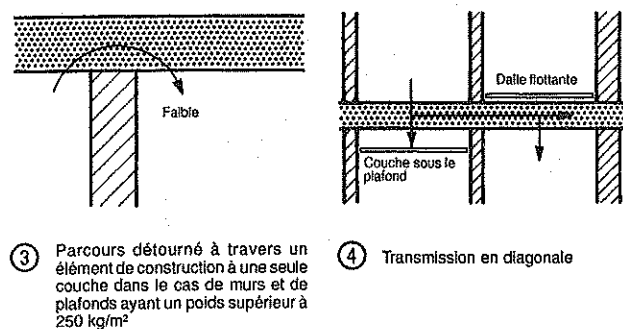 Faible
Dalle flottante
Couche sous le
plafond
3 Parcours détourné à travers un
élément de construction à une seule
couche dans le cas de murs et de
plafonds ayant un poids supérieur à
250 kg/m²
4 Transmission en diagonale